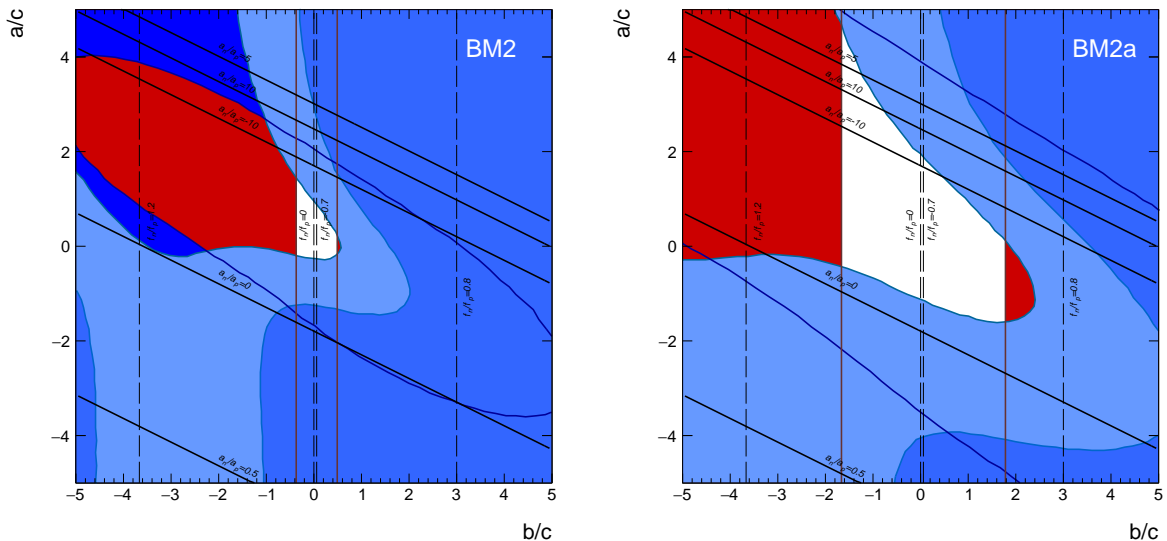 a/c
4
2
0
−2
−4
BM2
a_n/a_p=5
a_n/a_p=10
a_n/a_p=-10
f_n/f_p=1.2
f_n/f_p=0
f_n/f_p=-0.7
f_n/f_p=0.8
a_n/a_p=0
a_n/a_p=0.5
−5 −4 −3 −2 −1 0 1 2 3 4 5
b/c
a/c
4
2
0
−2
−4
BM2a
a_n/a_p=5
a_n/a_p=10
a_n/a_p=-10
f_n/f_p=1.2
f_n/f_p=0
f_n/f_p=-0.7
f_n/f_p=0.8
a_n/a_p=0
a_n/a_p=0.5
−5 −4 −3 −2 −1 0 1 2 3 4 5
b/c